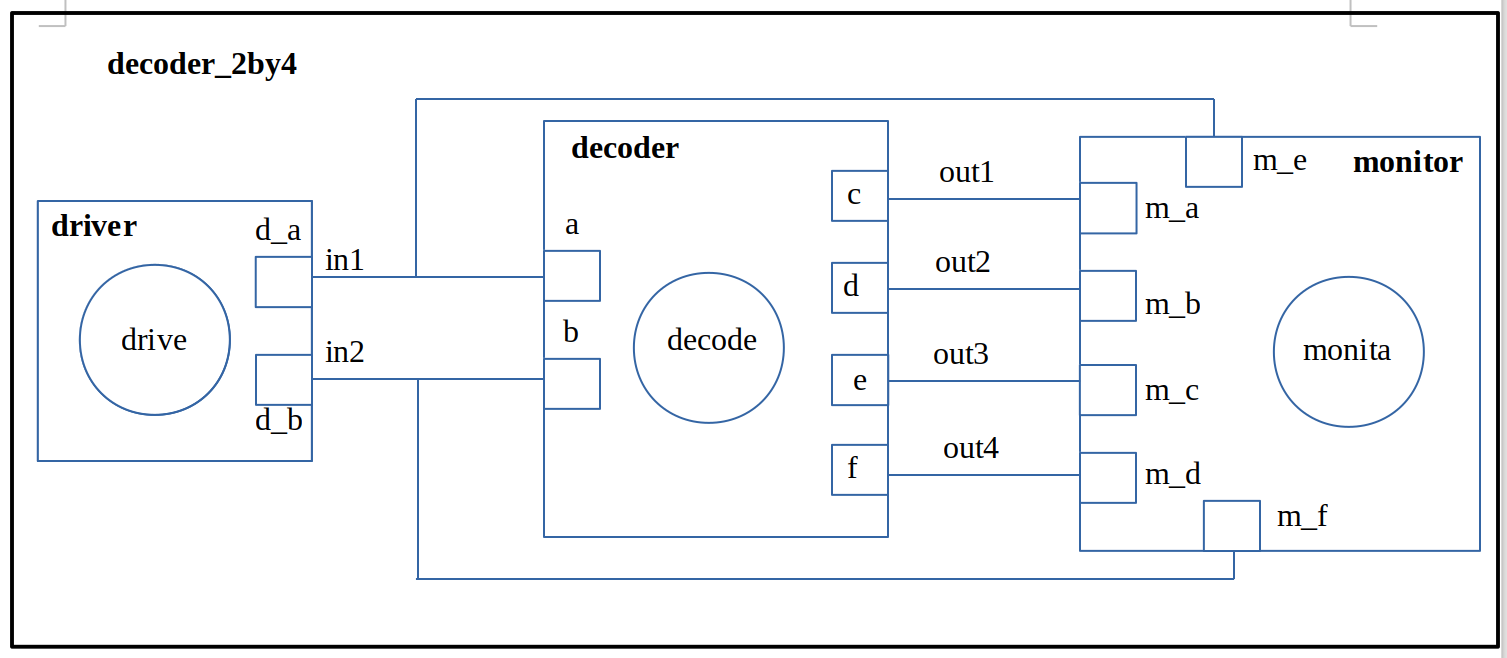 decoder_2by4
driver
drive
d_a
d_b
in1
in2
decoder
a
b
decode
c
d
e
f
out1
out2
out3
out4
monitor
m_e
m_a
m_b
m_c
m_d
m_f
monita